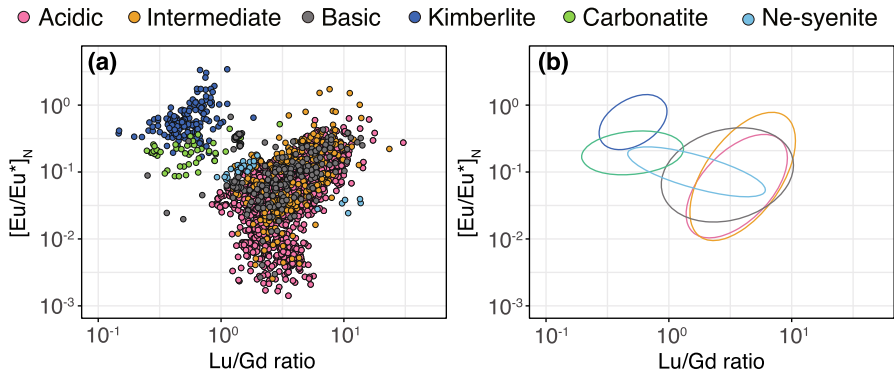 Acidic Intermediate Basic Kimberlite Carbonatite Ne-syenite
(a) (b)
[Eu/Eu*]N [Eu/Eu*]N
10⁰ 10⁰
10⁻¹ 10⁻¹
10⁻² 10⁻²
10⁻³ 10⁻³
10⁻¹ 10⁰ 10¹ 10⁻¹ 10⁰ 10¹
Lu/Gd ratio Lu/Gd ratio